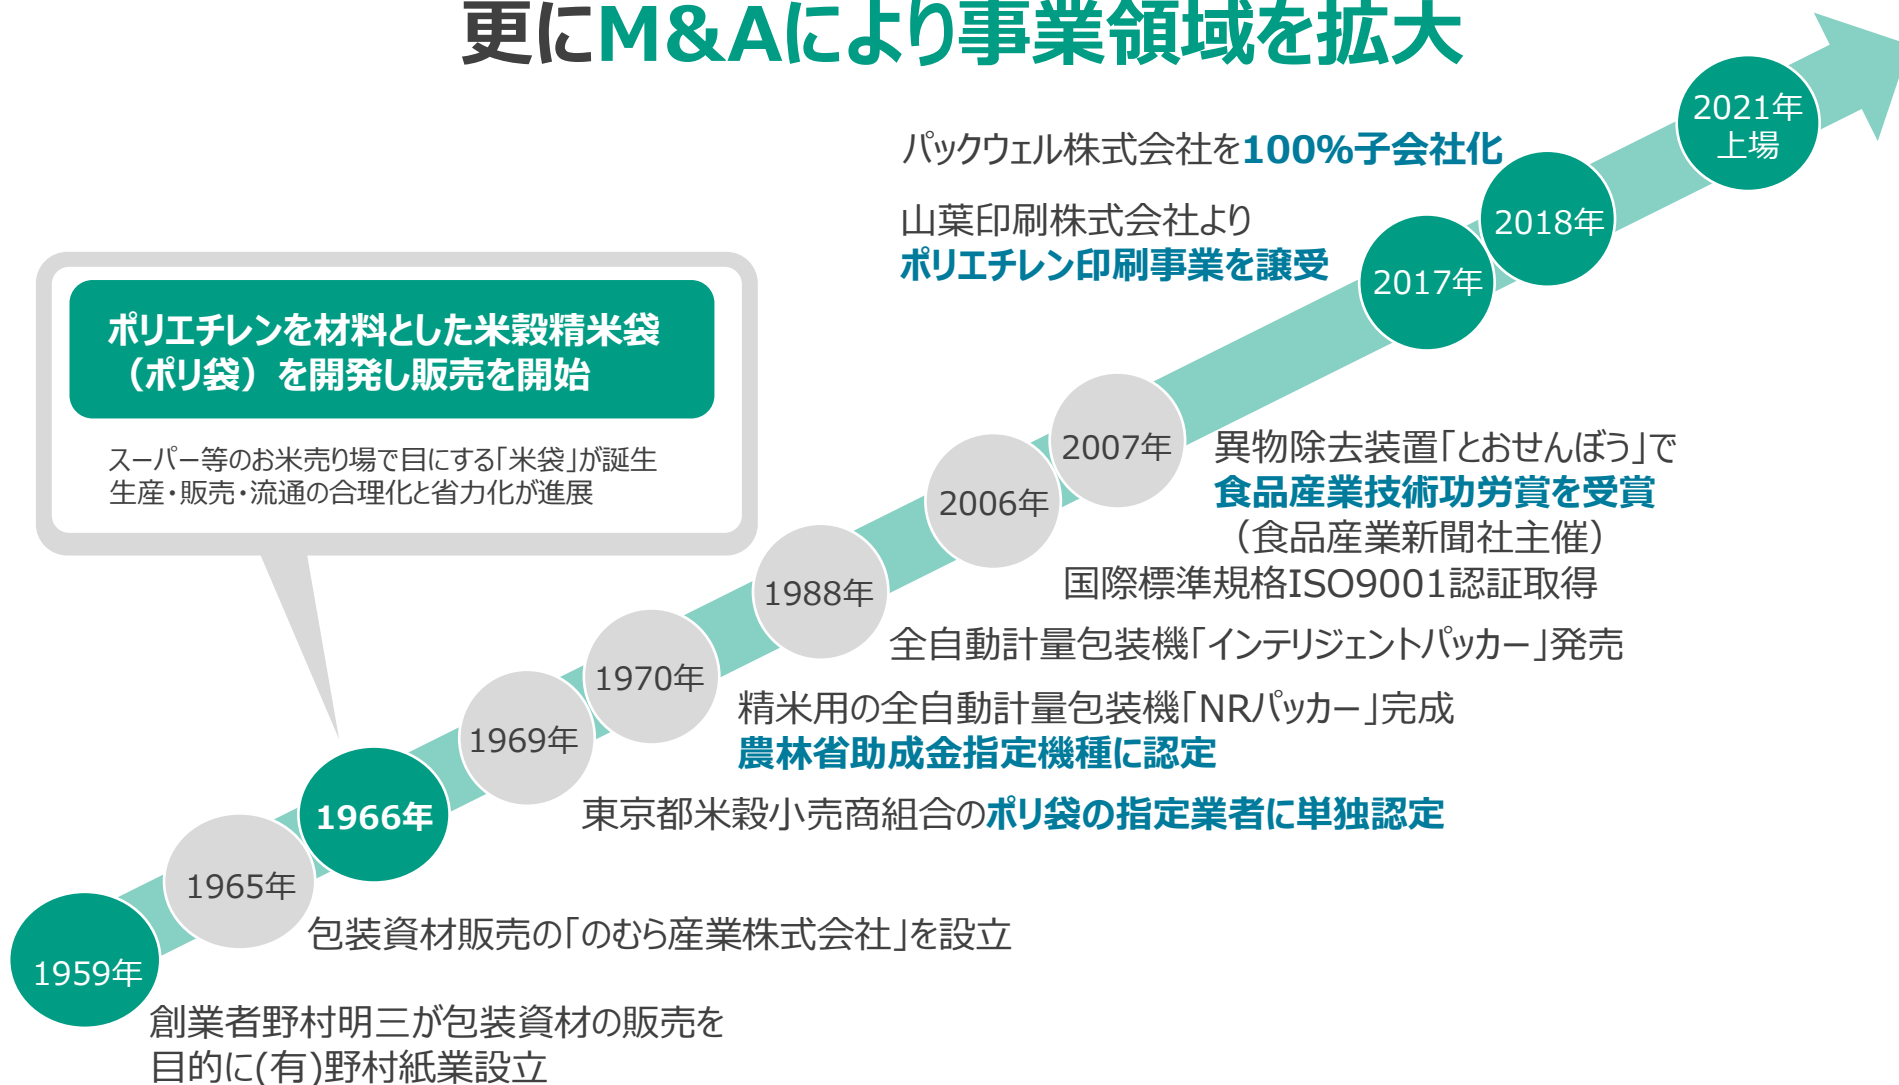 更にM&Aにより事業領域を拡大
2021年
上場
パックウェル株式会社を100%子会社化
2018年
山葉印刷株式会社より
ポリエチレン印刷事業を譲受
2017年
ポリエチレンを材料とした米穀精米袋
（ポリ袋）を開発し販売を開始
スーパー等のお米売り場で目にする「米袋」が誕生
生産・販売・流通の合理化と省力化が進展
2007年
異物除去装置「とおせんぼう」で
食品産業技術功労賞を受賞
（食品産業新聞社主催）
2006年
国際標準規格ISO9001認証取得
1988年
全自動計量包装機「インテリジェントパッカー」発売
1970年
精米用の全自動計量包装機「NRパッカー」完成
農林省助成金指定機種に認定
1969年
東京都米穀小売商組合のポリ袋の指定業者に単独認定
1966年
1965年
包装資材販売の「のむら産業株式会社」を設立
1959年
創業者野村明三が包装資材の販売を
目的に(有)野村紙業設立